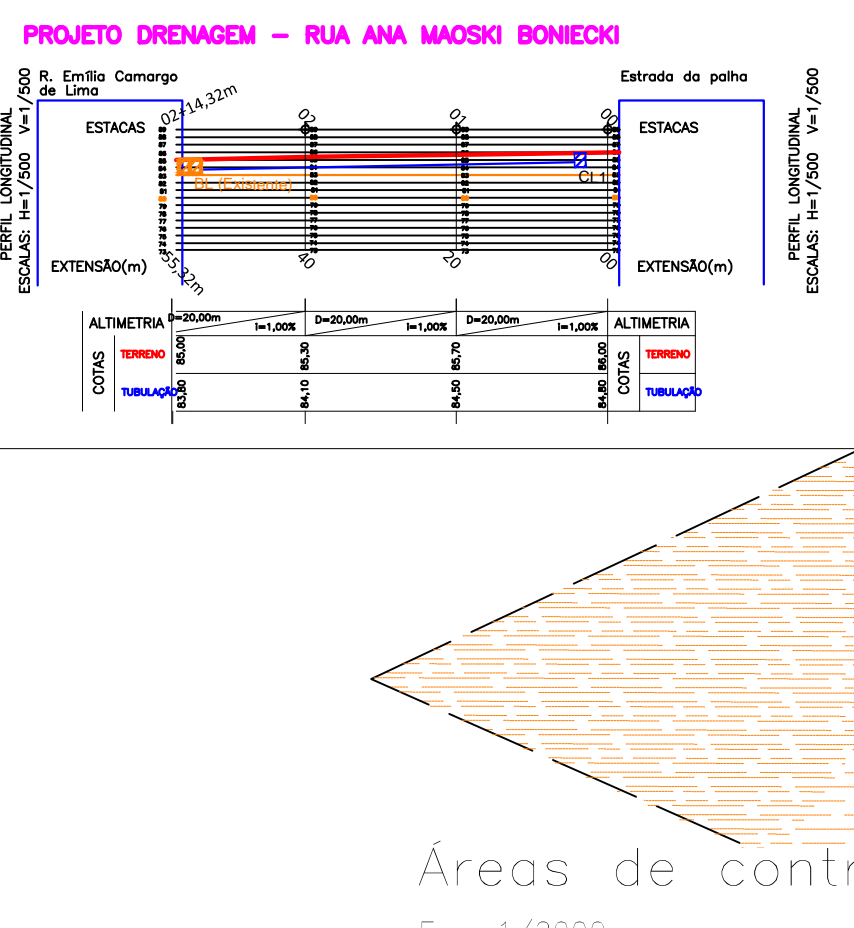 PROJETO DRENAGEM - RUA ANA MAOSKI BONIECKI
PERFIL LONGITUDINAL
ESCALAS: H=1/500 V=1/500
R. Emília Camargo
de Lima
Estrada da palha
PERFIL LONGITUDINAL
ESCALAS: H=1/500 V=1/500
02+14,32m
02
01
00
ESTACAS
ESTACAS
BL (Existente)
CL1
EXTENSÃO(m)
EXTENSÃO(m)
55,32m
40
20
00
ALTIMETRIA
D=20,00m
i=1,00%
D=20,00m
i=1,00%
D=20,00m
i=1,00%
ALTIMETRIA
COTAS
TERRENO
85,00
85,30
85,70
86,00
COTAS
TERRENO
TUBULAÇÃO
83,80
84,10
84,50
84,80
TUBULAÇÃO
Áreas de contr